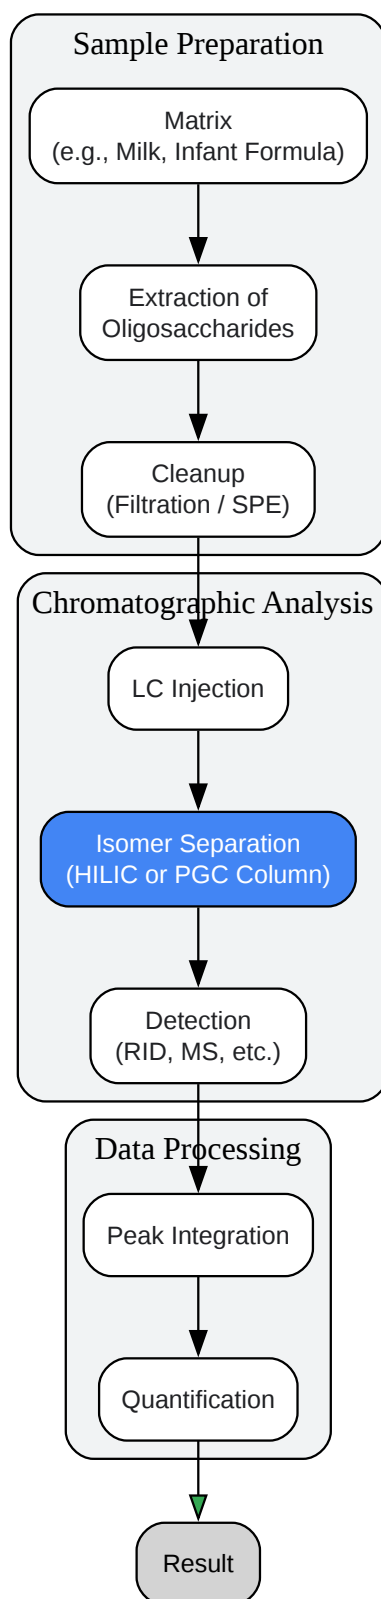 Sample Preparation
Matrix
(e.g., Milk, Infant Formula)
Extraction of
Oligosaccharides
Cleanup
(Filtration / SPE)
Chromatographic Analysis
LC Injection
Isomer Separation
(HILIC or PGC Column)
Detection
(RID, MS, etc.)
Data Processing
Peak Integration
Quantification
Result